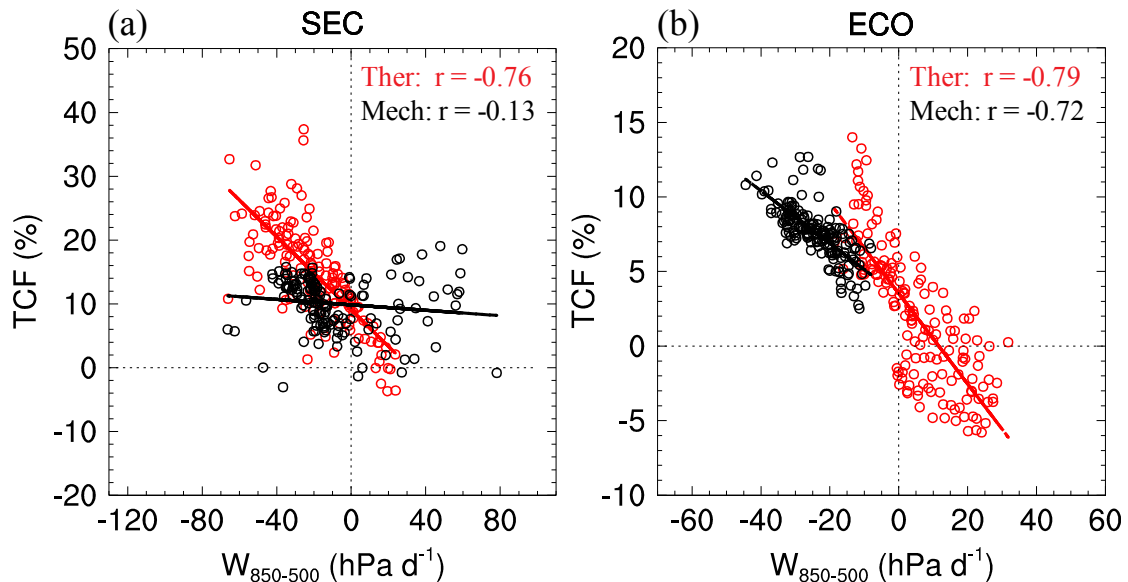 (a) SEC
Ther: r = -0.76
Mech: r = -0.13
TCF (%)
50
40
30
20
10
0
-10
-20
-120 -80 -40 0 40 80
W850-500 (hPa d-1)
(b) ECO
Ther: r = -0.79
Mech: r = -0.72
TCF (%)
20
15
10
5
0
-5
-10
-60 -40 -20 0 20 40 60
W850-500 (hPa d-1)